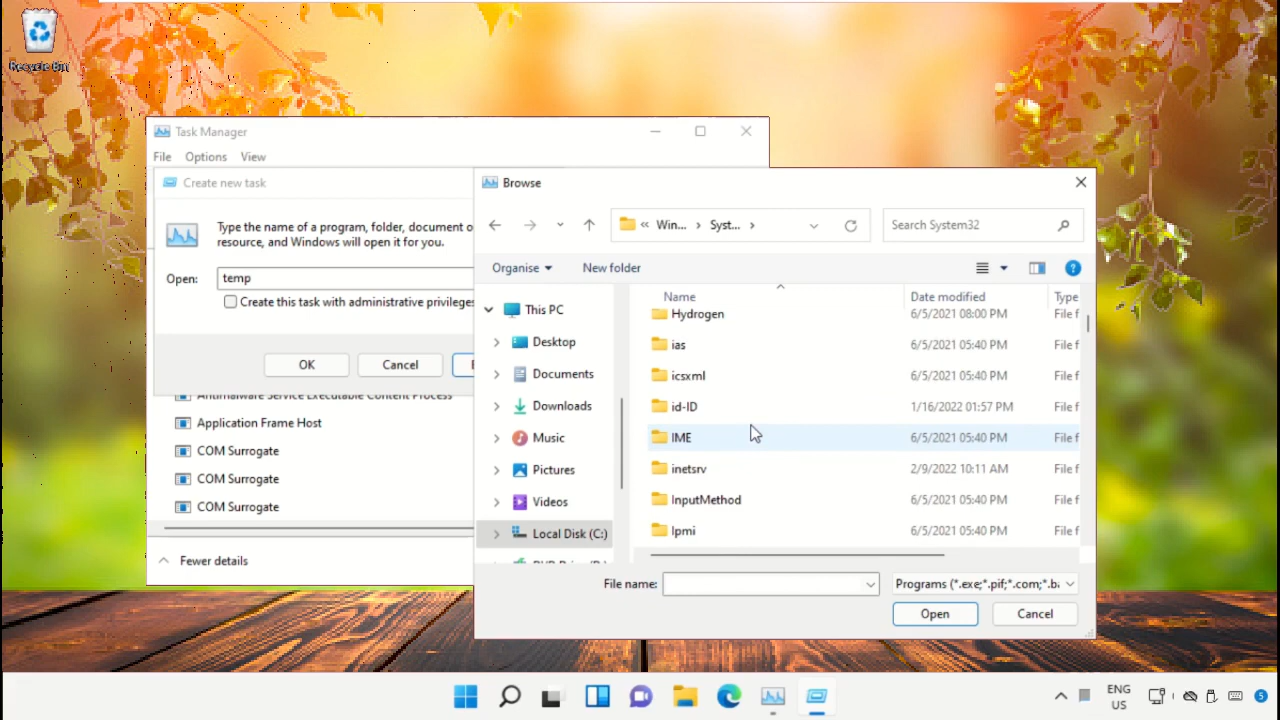 Recycle Bin
Task Manager
File Options View
Create new task
Type the name of a program, folder, document o
resource, and Windows will open it for you.
Open: temp
Create this task with administrative privileges
OK Cancel
Antimalware Service Executable Content Process
Application Frame Host
COM Surrogate
COM Surrogate
COM Surrogate
Fewer details
Browse
« Win... › Syst... ›
Search System32
Organise New folder
This PC
Desktop
Documents
Downloads
Music
Pictures
Videos
Local Disk (C:)
Name Date modified Type
Hydrogen 6/5/2021 08:00 PM File f
ias 6/5/2021 05:40 PM File f
icsxml 6/5/2021 05:40 PM File f
id-ID 1/16/2022 01:57 PM File f
IME 6/5/2021 05:40 PM File f
inetsrv 2/9/2022 10:11 AM File f
InputMethod 6/5/2021 05:40 PM File f
Ipmi 6/5/2021 05:40 PM File f
File name: Programs (*.exe;*.pif;*.com;*.ba
Open Cancel
ENG
US
5